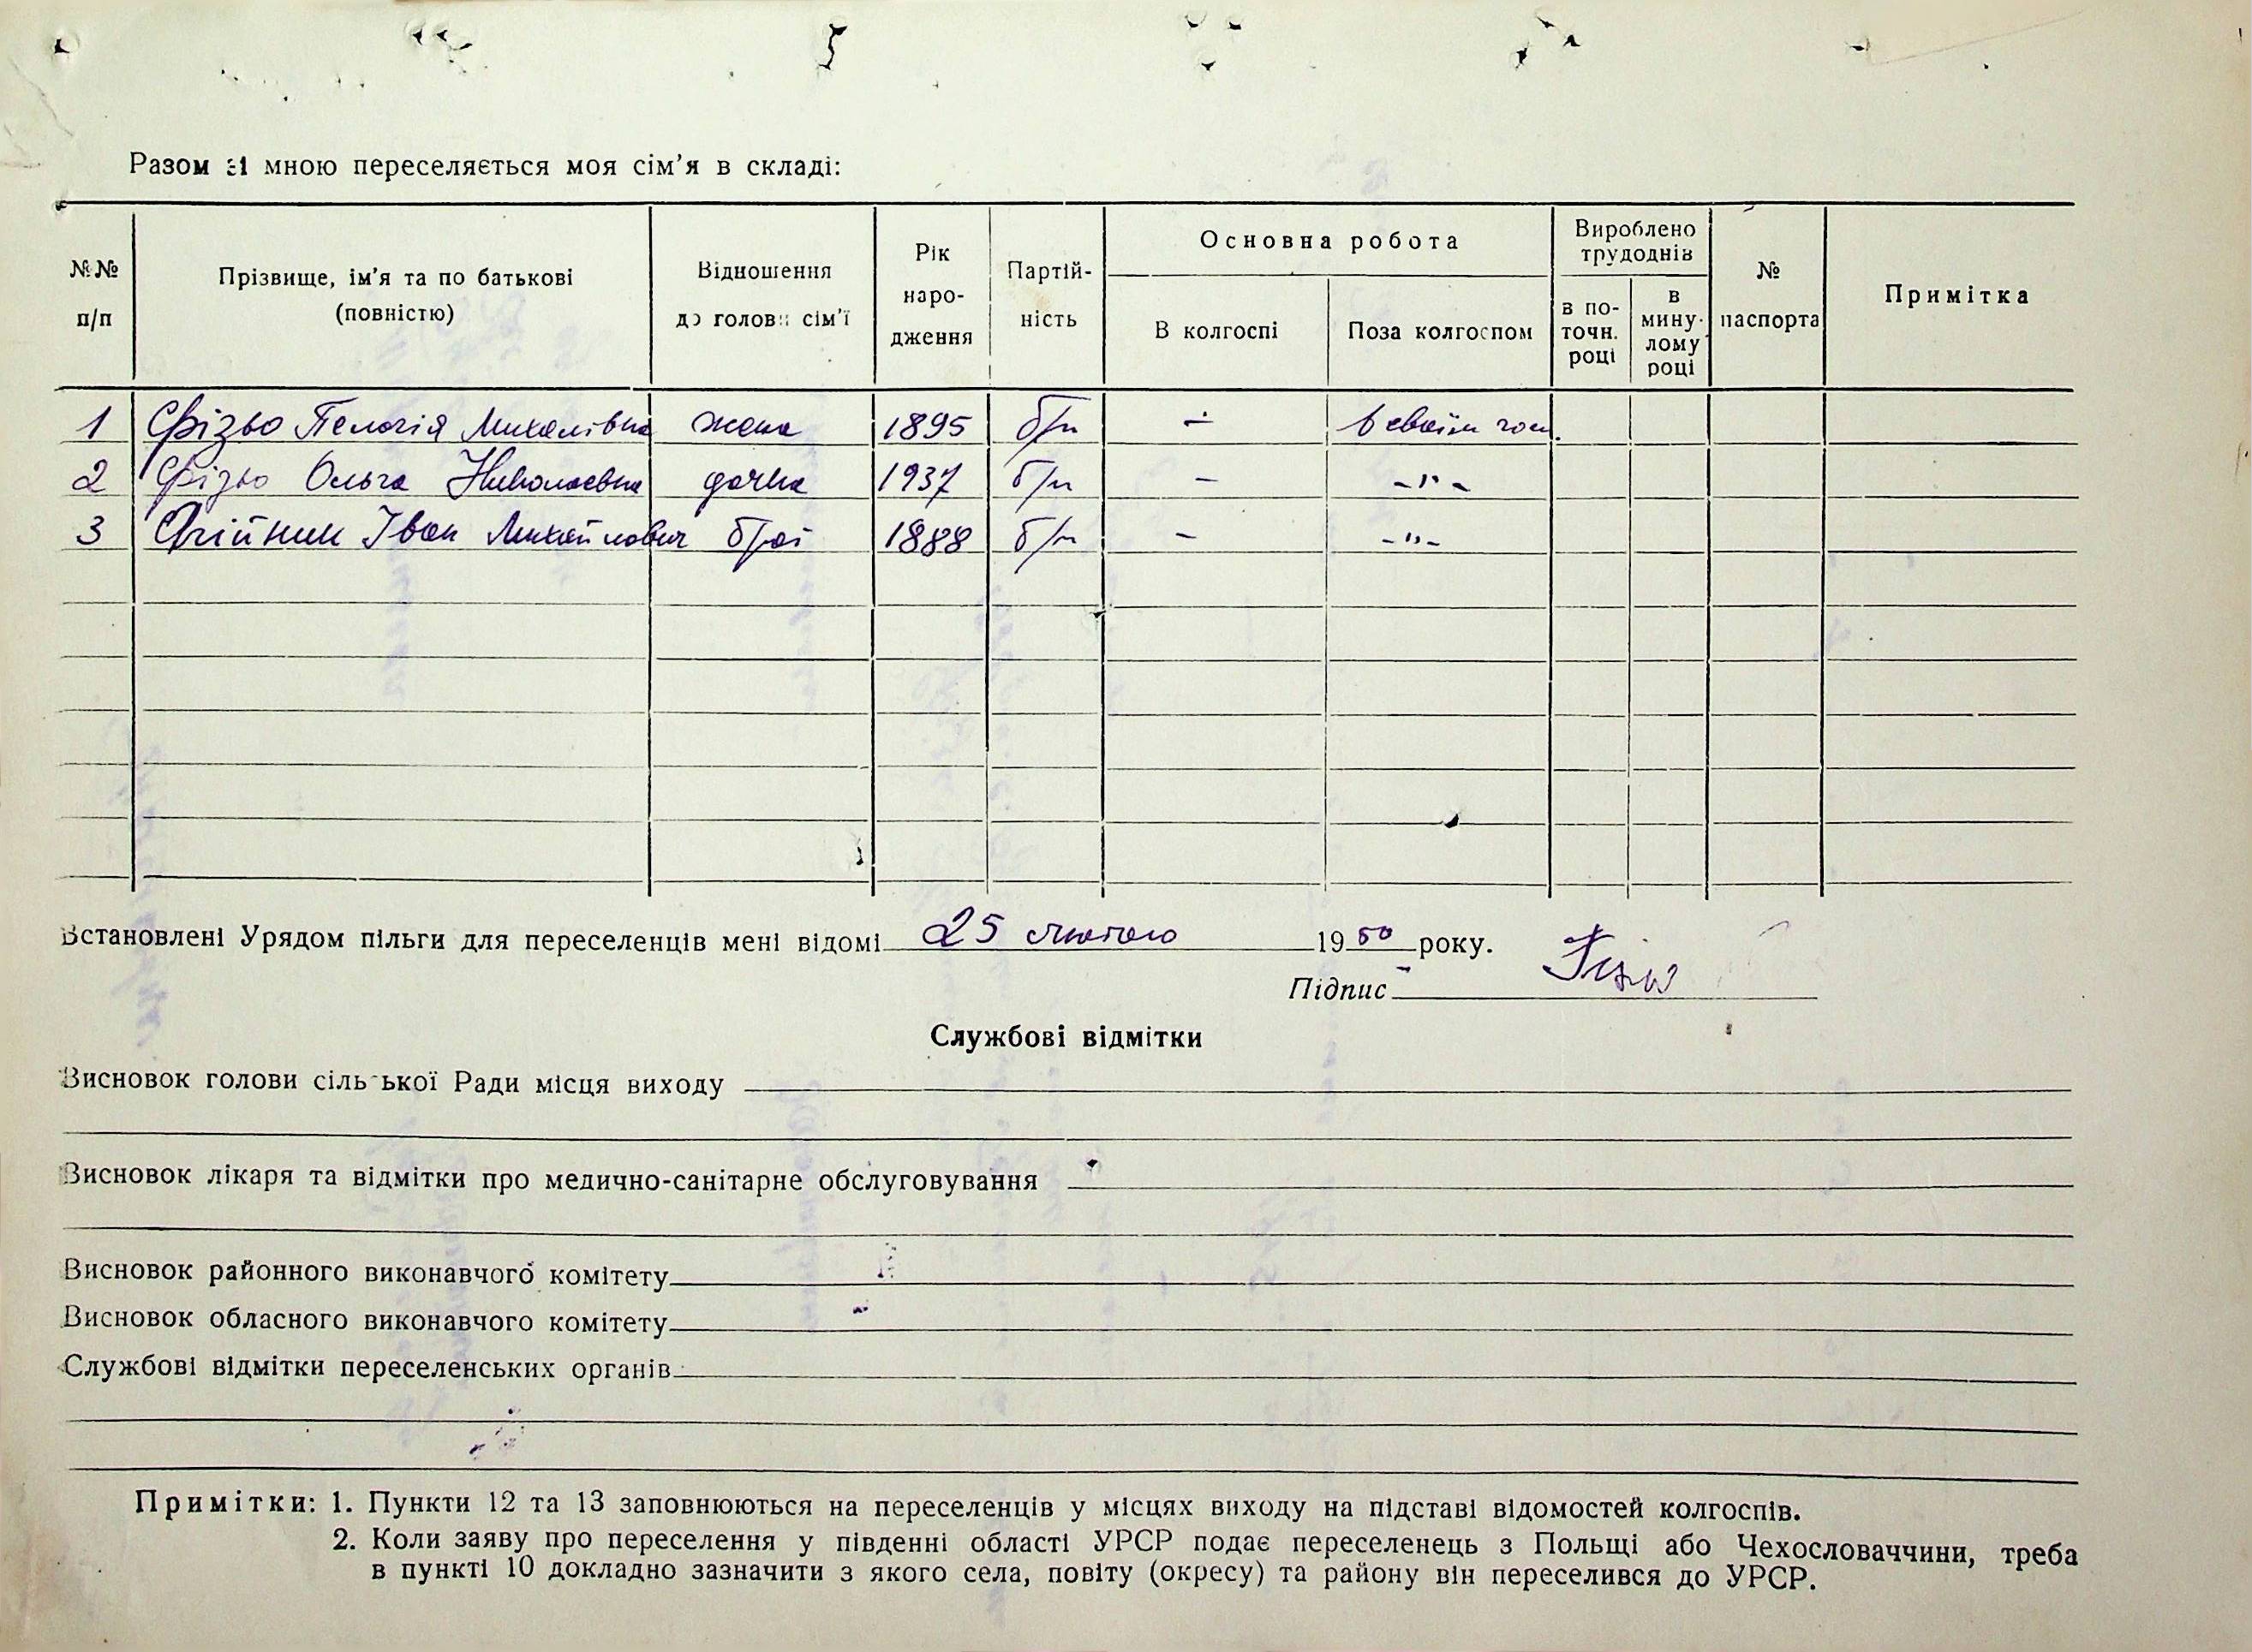 Разом зі мною переселяється моя сім'я в складі:
№№ п/п
Прізвище, ім'я та по батькові (повністю)
Відношення до голови сім'ї
Рік народження
Партійність
Основна робота
В колгоспі
Поза колгоспом
Вироблено трудоднів
в поточн. році
в минулому році
№ паспорта
Примітка
1 Фізьо Пелагія Михалівна жена 1895 б/п – в своїм гос.
2 Фізьо Ольга Николаевна дочка 1937 б/п – -"-
3 Олійник Іван Михайлович брат 1888 б/п – -"-
Встановлені Урядом пільги для переселенців мені відомі 25 лютого 1950 року.
Підпис
Службові відмітки
Висновок голови сільської Ради місця виходу
Висновок лікаря та відмітки про медично-санітарне обслуговування
Висновок районного виконавчого комітету
Висновок обласного виконавчого комітету
Службові відмітки переселенських органів
Примітки: 1. Пункти 12 та 13 заповнюються на переселенців у місцях виходу на підставі відомостей колгоспів.
2. Коли заяву про переселення у південні області УРСР подає переселенець з Польщі або Чехословаччини, треба
в пункті 10 докладно зазначити з якого села, повіту (окресу) та району він переселився до УРСР.